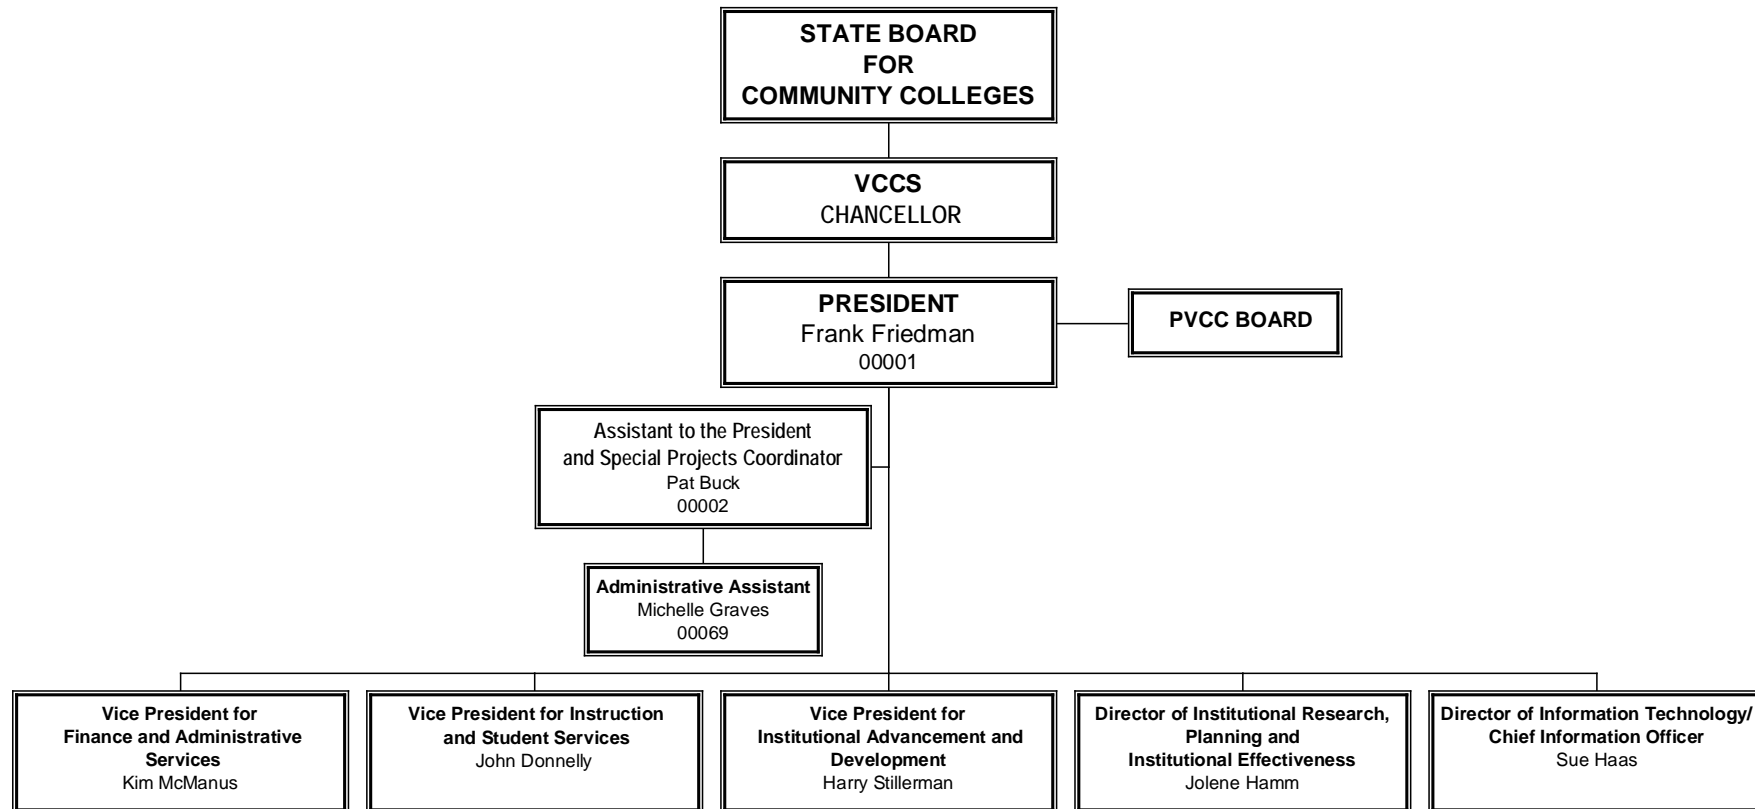 STATE BOARD
FOR
COMMUNITY COLLEGES
VCCS
CHANCELLOR
PRESIDENT
Frank Friedman
00001
PVCC BOARD
Assistant to the President
and Special Projects Coordinator
Pat Buck
00002
Administrative Assistant
Michelle Graves
00069
Vice President for
Finance and Administrative
Services
Kim McManus
Vice President for Instruction
and Student Services
John Donnelly
Vice President for
Institutional Advancement and
Development
Harry Stillerman
Director of Institutional Research,
Planning and
Institutional Effectiveness
Jolene Hamm
Director of Information Technology/
Chief Information Officer
Sue Haas